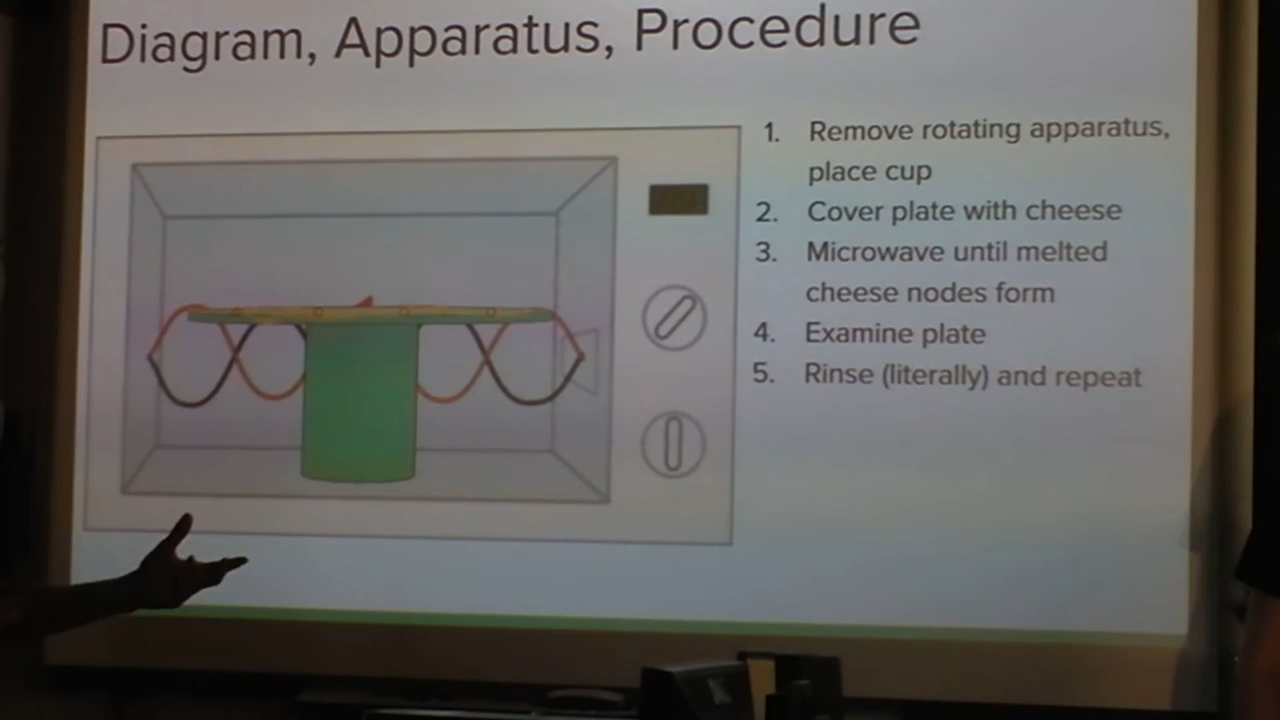 Diagram, Apparatus, Procedure
1. Remove rotating apparatus,
place cup
2. Cover plate with cheese
3. Microwave until melted
cheese nodes form
4. Examine plate
5. Rinse (literally) and repeat